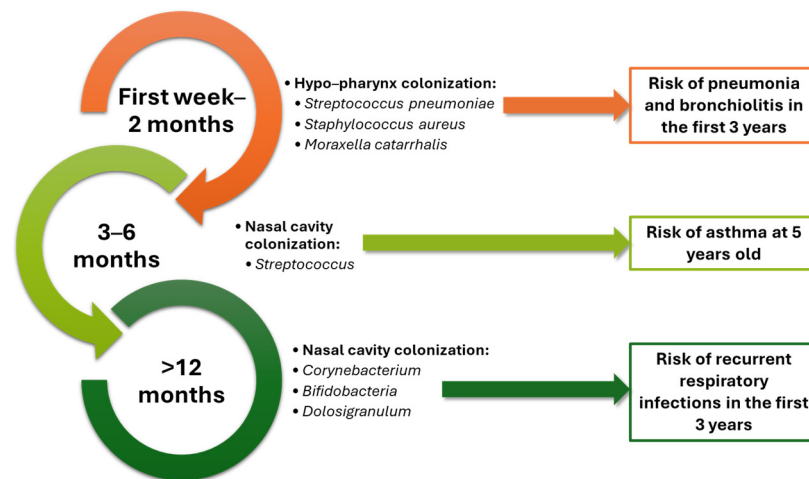 First week–
2 months
• Hypo–pharynx colonization:
• Streptococcus pneumoniae
• Staphylococcus aureus
• Moraxella catarrhalis
Risk of pneumonia
and bronchiolitis in
the first 3 years
3–6
months
• Nasal cavity
colonization:
• Streptococcus
Risk of asthma at 5
years old
>12
months
• Nasal cavity colonization:
• Corynebacterium
• Bifidobacteria
• Dolosigranulum
Risk of recurrent
respiratory
infections in the first
3 years